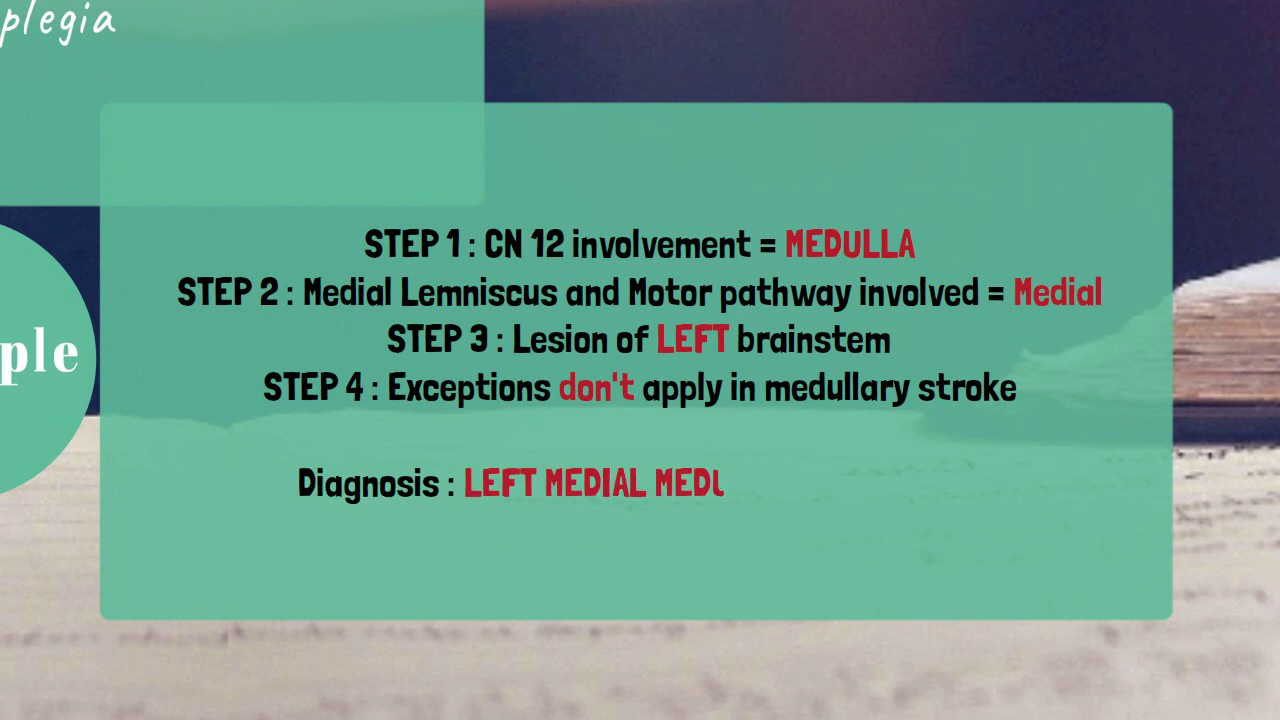 plegia
STEP 1 : CN 12 involvement = MEDULLA
STEP 2 : Medial Lemniscus and Motor pathway involved = Medial
STEP 3 : Lesion of LEFT brainstem
ple
STEP 4 : Exceptions don't apply in medullary stroke
Diagnosis : LEFT MEDIAL MEDU